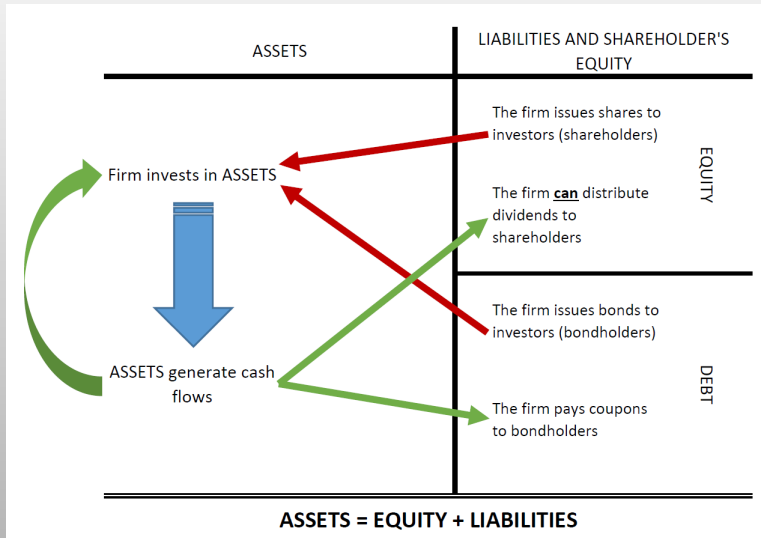 ASSETS
LIABILITIES AND SHAREHOLDER'S
EQUITY
Firm invests in ASSETS
ASSETS generate cash
flows
The firm issues shares to
investors (shareholders)
The firm can distribute
dividends to
shareholders
EQUITY
The firm issues bonds to
investors (bondholders)
The firm pays coupons
to bondholders
DEBT
ASSETS = EQUITY + LIABILITIES